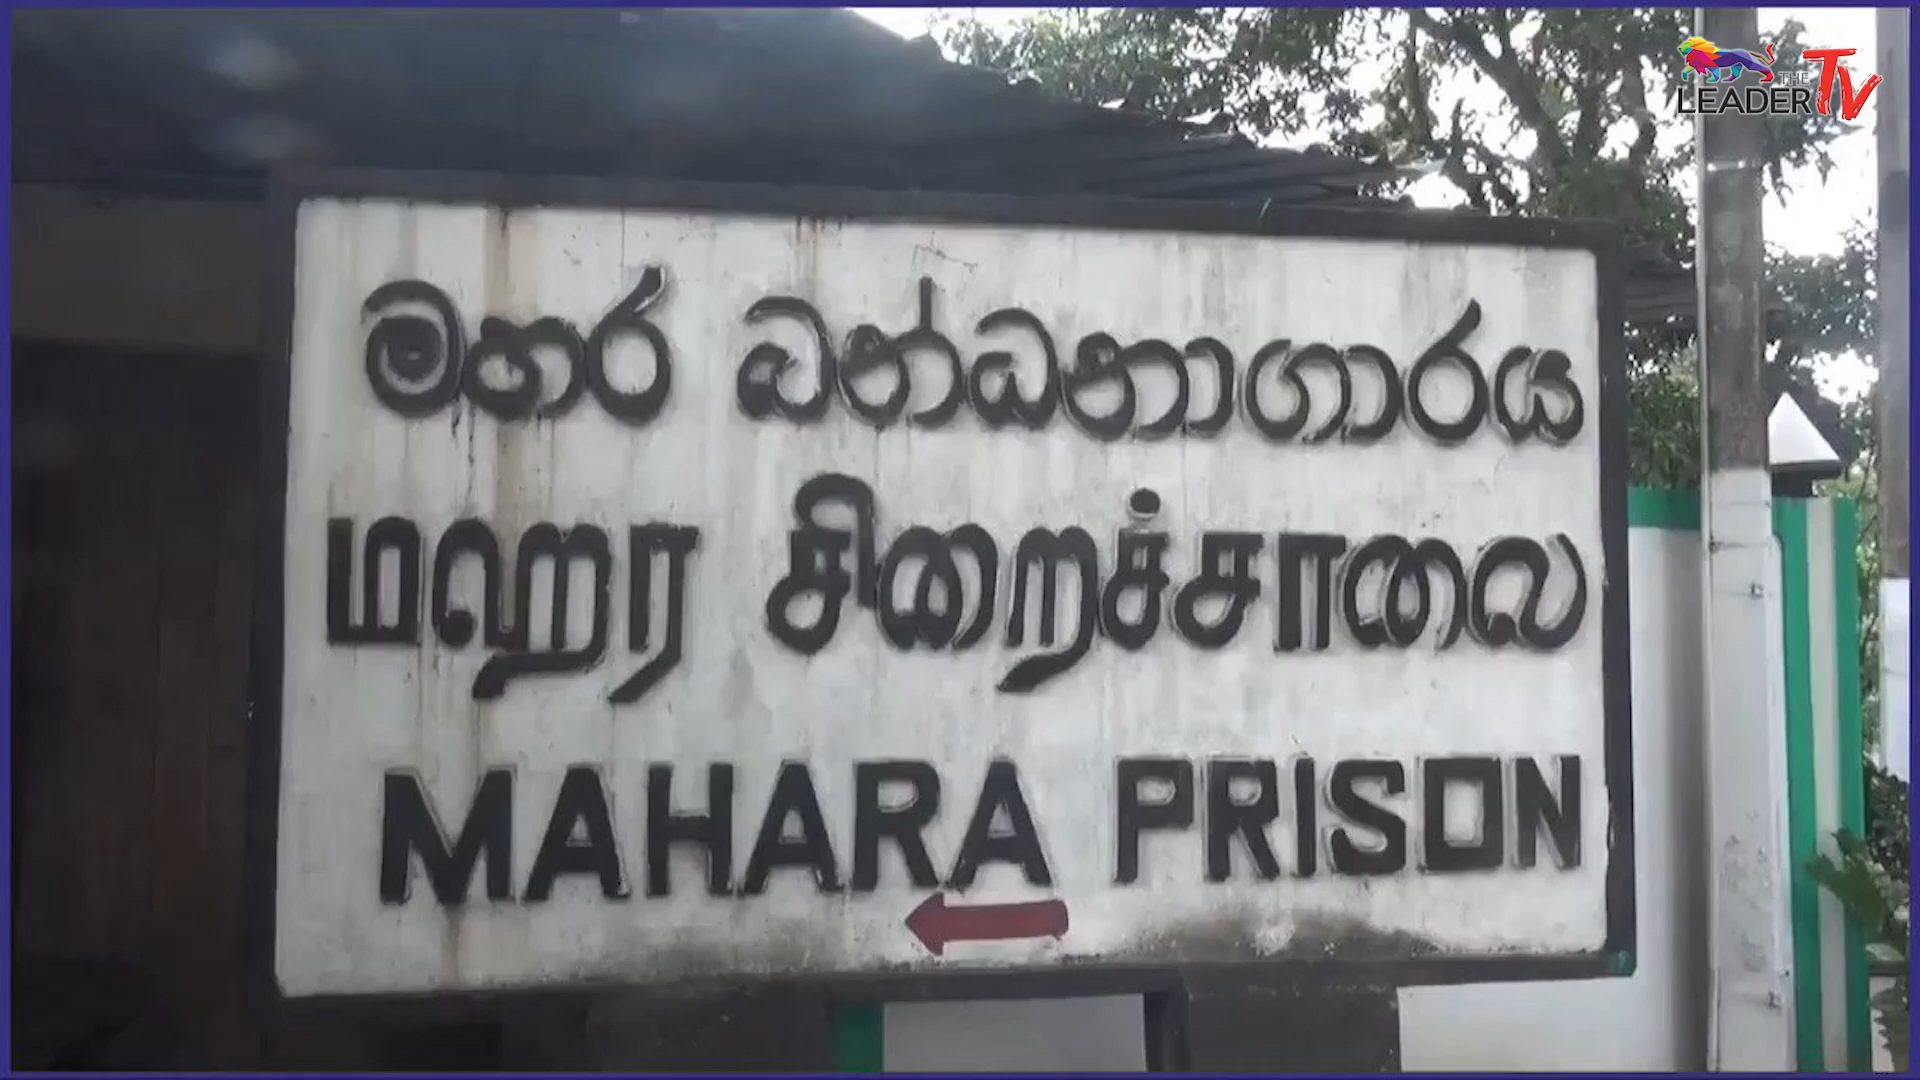 THE
LEADER TV
මහර බන්ධනාගාරය
மஹர சிறைச்சாலை
MAHARA PRISON